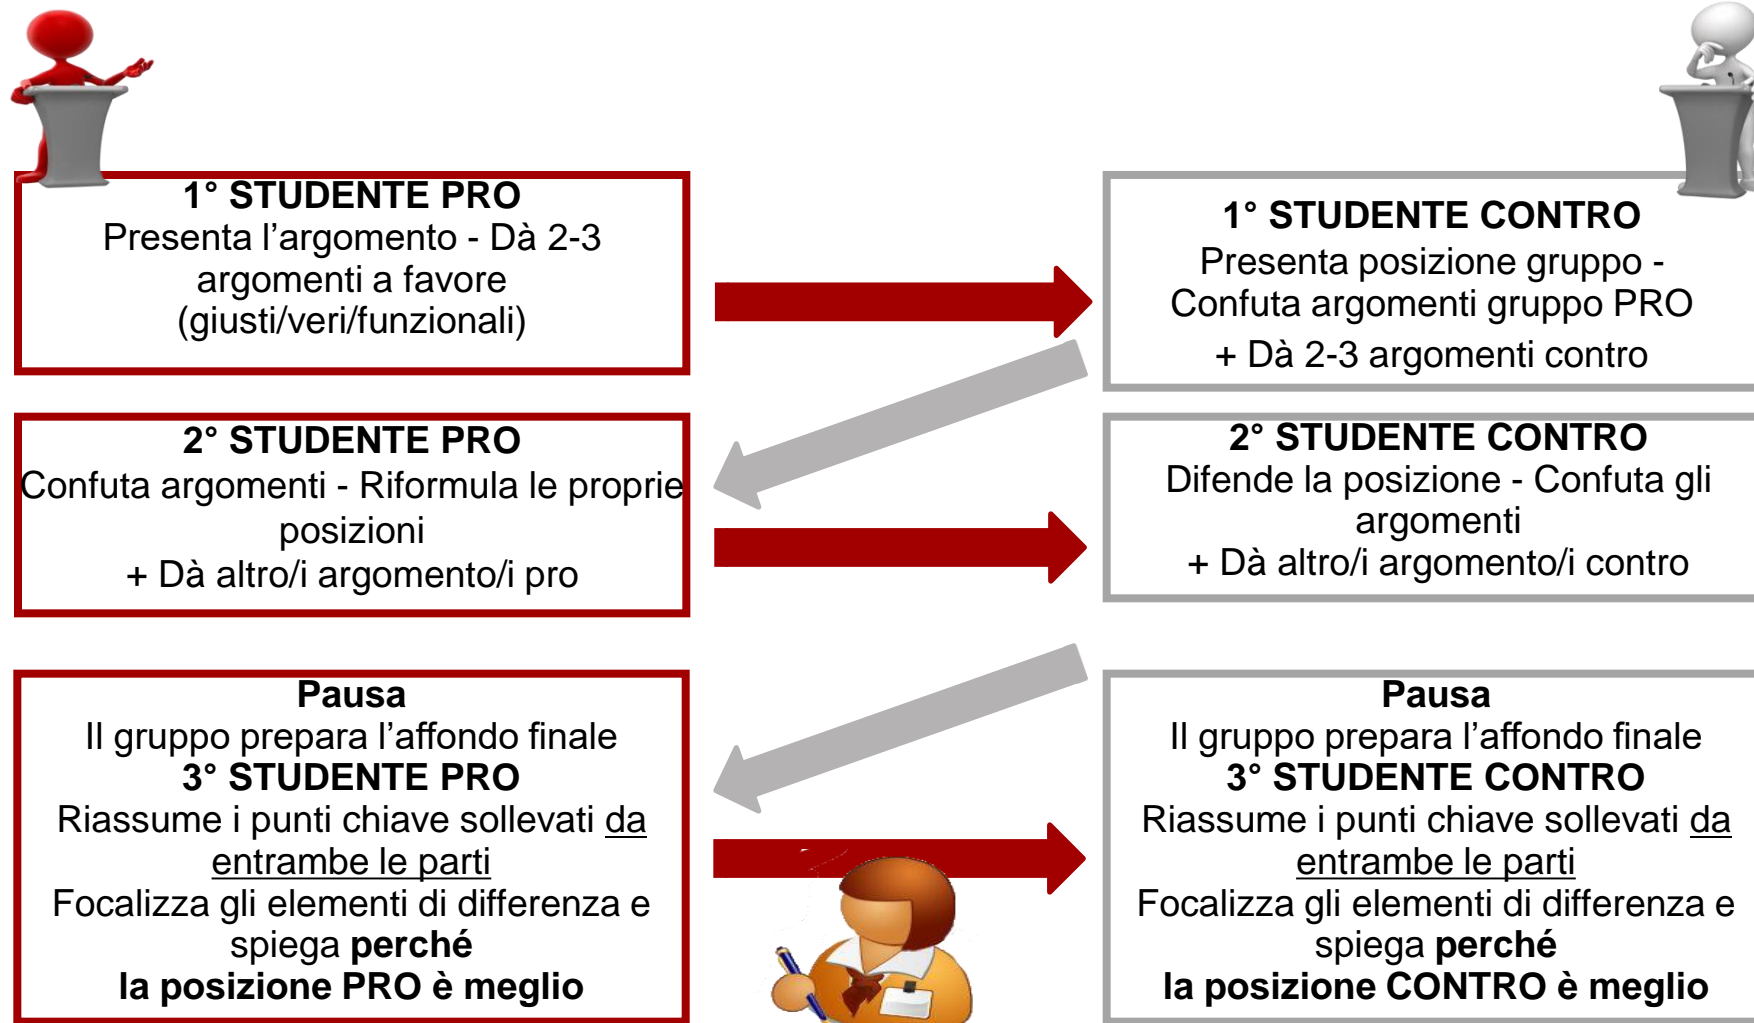 1° STUDENTE PRO
Presenta l’argomento - Dà 2-3
argomenti a favore
(giusti/veri/funzionali)
1° STUDENTE CONTRO
Presenta posizione gruppo -
Confuta argomenti gruppo PRO
+ Dà 2-3 argomenti contro
2° STUDENTE PRO
Confuta argomenti - Riformula le proprie
posizioni
+ Dà altro/i argomento/i pro
2° STUDENTE CONTRO
Difende la posizione - Confuta gli
argomenti
+ Dà altro/i argomento/i contro
Pausa
Il gruppo prepara l’affondo finale
3° STUDENTE PRO
Riassume i punti chiave sollevati da
entrambe le parti
Focalizza gli elementi di differenza e
spiega perché
la posizione PRO è meglio
Pausa
Il gruppo prepara l’affondo finale
3° STUDENTE CONTRO
Riassume i punti chiave sollevati da
entrambe le parti
Focalizza gli elementi di differenza e
spiega perché
la posizione CONTRO è meglio